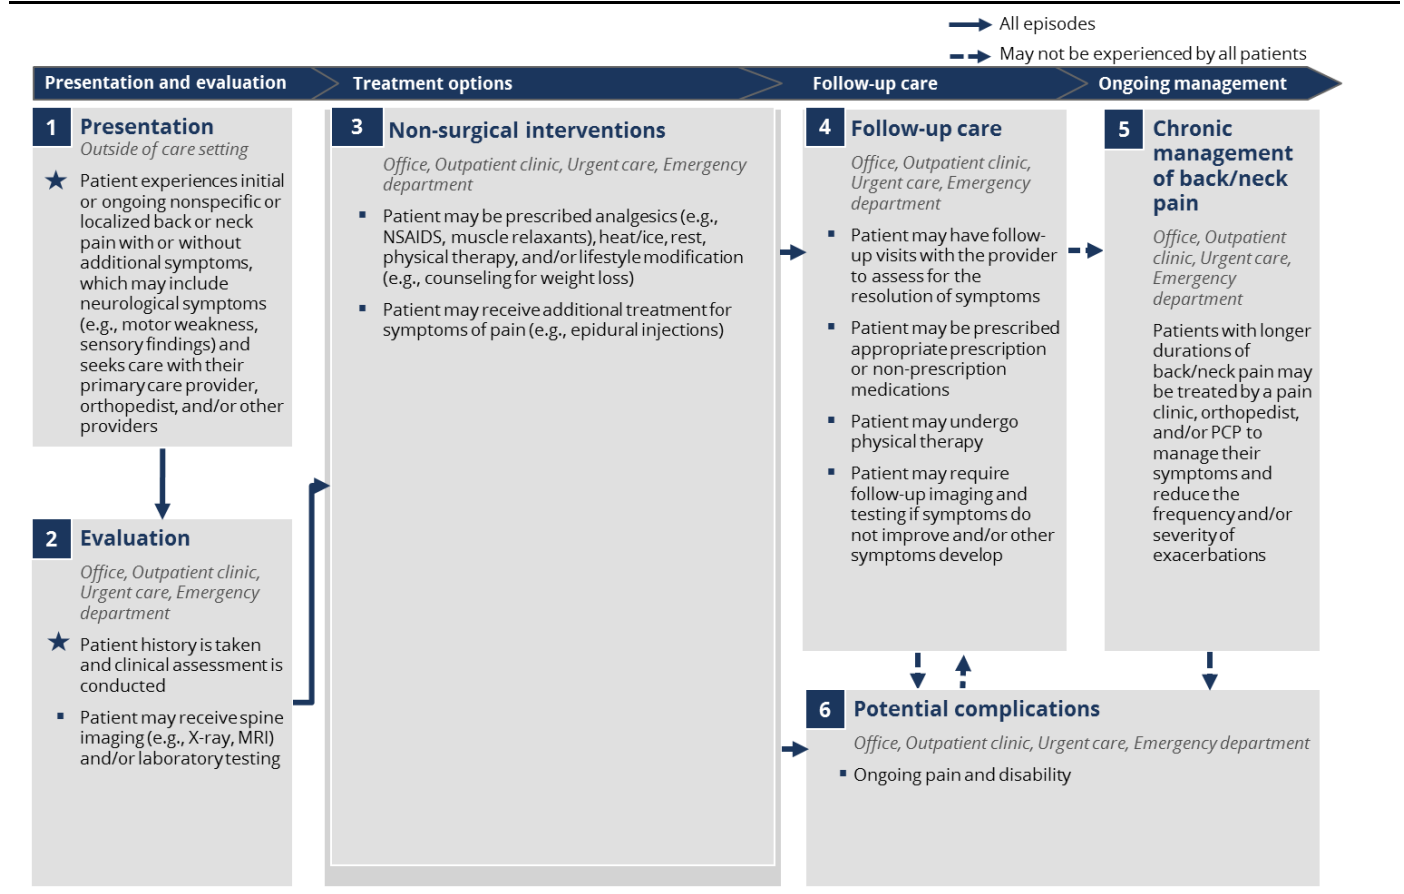 All episodes
May not be experienced by all patients
Presentation and evaluation
Treatment options
Follow-up care
Ongoing management
1
Presentation
Outside of care setting
Patient experiences initial
or ongoing nonspecific or
localized back or neck
pain with or without
additional symptoms,
which may include
neurological symptoms
(e.g., motor weakness,
sensory findings) and
seeks care with their
primary care provider,
orthopedist, and/or other
providers
2
Evaluation
Office, Outpatient clinic,
Urgent care, Emergency
department
Patient history is taken
and clinical assessment is
conducted
Patient may receive spine
imaging (e.g., X-ray, MRI)
and/or laboratory testing
3
Non-surgical interventions
Office, Outpatient clinic, Urgent care, Emergency
department
Patient may be prescribed analgesics (e.g.,
NSAIDS, muscle relaxants), heat/ice, rest,
physical therapy, and/or lifestyle modification
(e.g., counseling for weight loss)
Patient may receive additional treatment for
symptoms of pain (e.g., epidural injections)
4
Follow-up care
Office, Outpatient clinic,
Urgent care, Emergency
department
Patient may have follow-
up visits with the provider
to assess for the
resolution of symptoms
Patient may be prescribed
appropriate prescription
or non-prescription
medications
Patient may undergo
physical therapy
Patient may require
follow-up imaging and
testing if symptoms do
not improve and/or other
symptoms develop
5
Chronic
management
of back/neck
pain
Office, Outpatient
clinic, Urgent care,
Emergency
department
Patients with longer
durations of
back/neck pain may
be treated by a pain
clinic, orthopedist,
and/or PCP to
manage their
symptoms and
reduce the
frequency and/or
severity of
exacerbations
6
Potential complications
Office, Outpatient clinic, Urgent care, Emergency department
Ongoing pain and disability